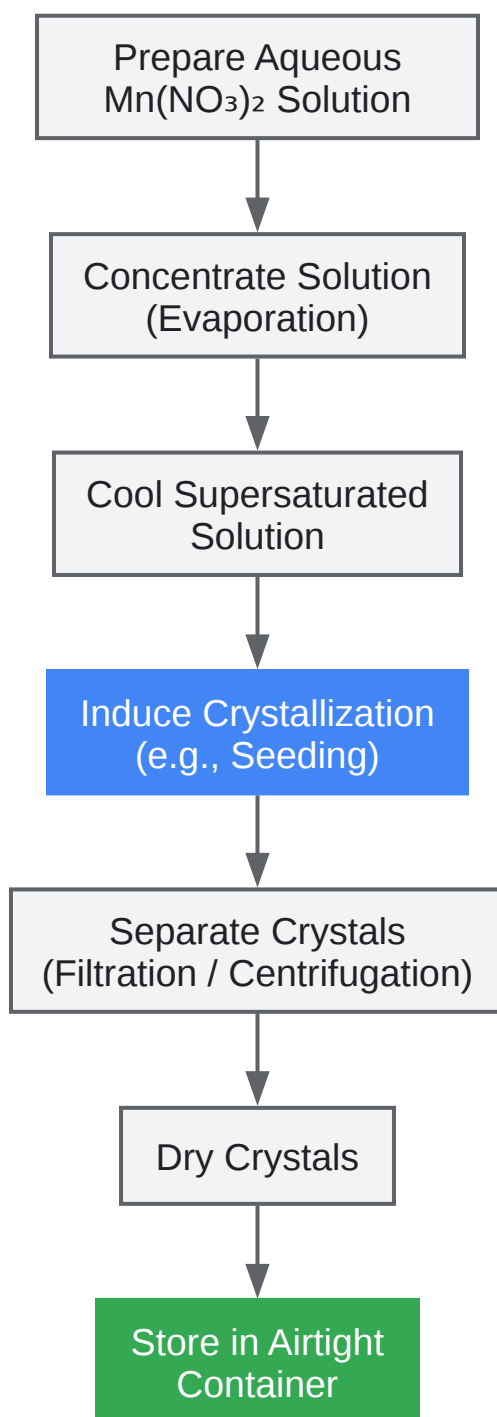 Prepare Aqueous
Mn(NO₃)₂ Solution
Concentrate Solution
(Evaporation)
Cool Supersaturated
Solution
Induce Crystallization
(e.g., Seeding)
Separate Crystals
(Filtration / Centrifugation)
Dry Crystals
Store in Airtight
Container